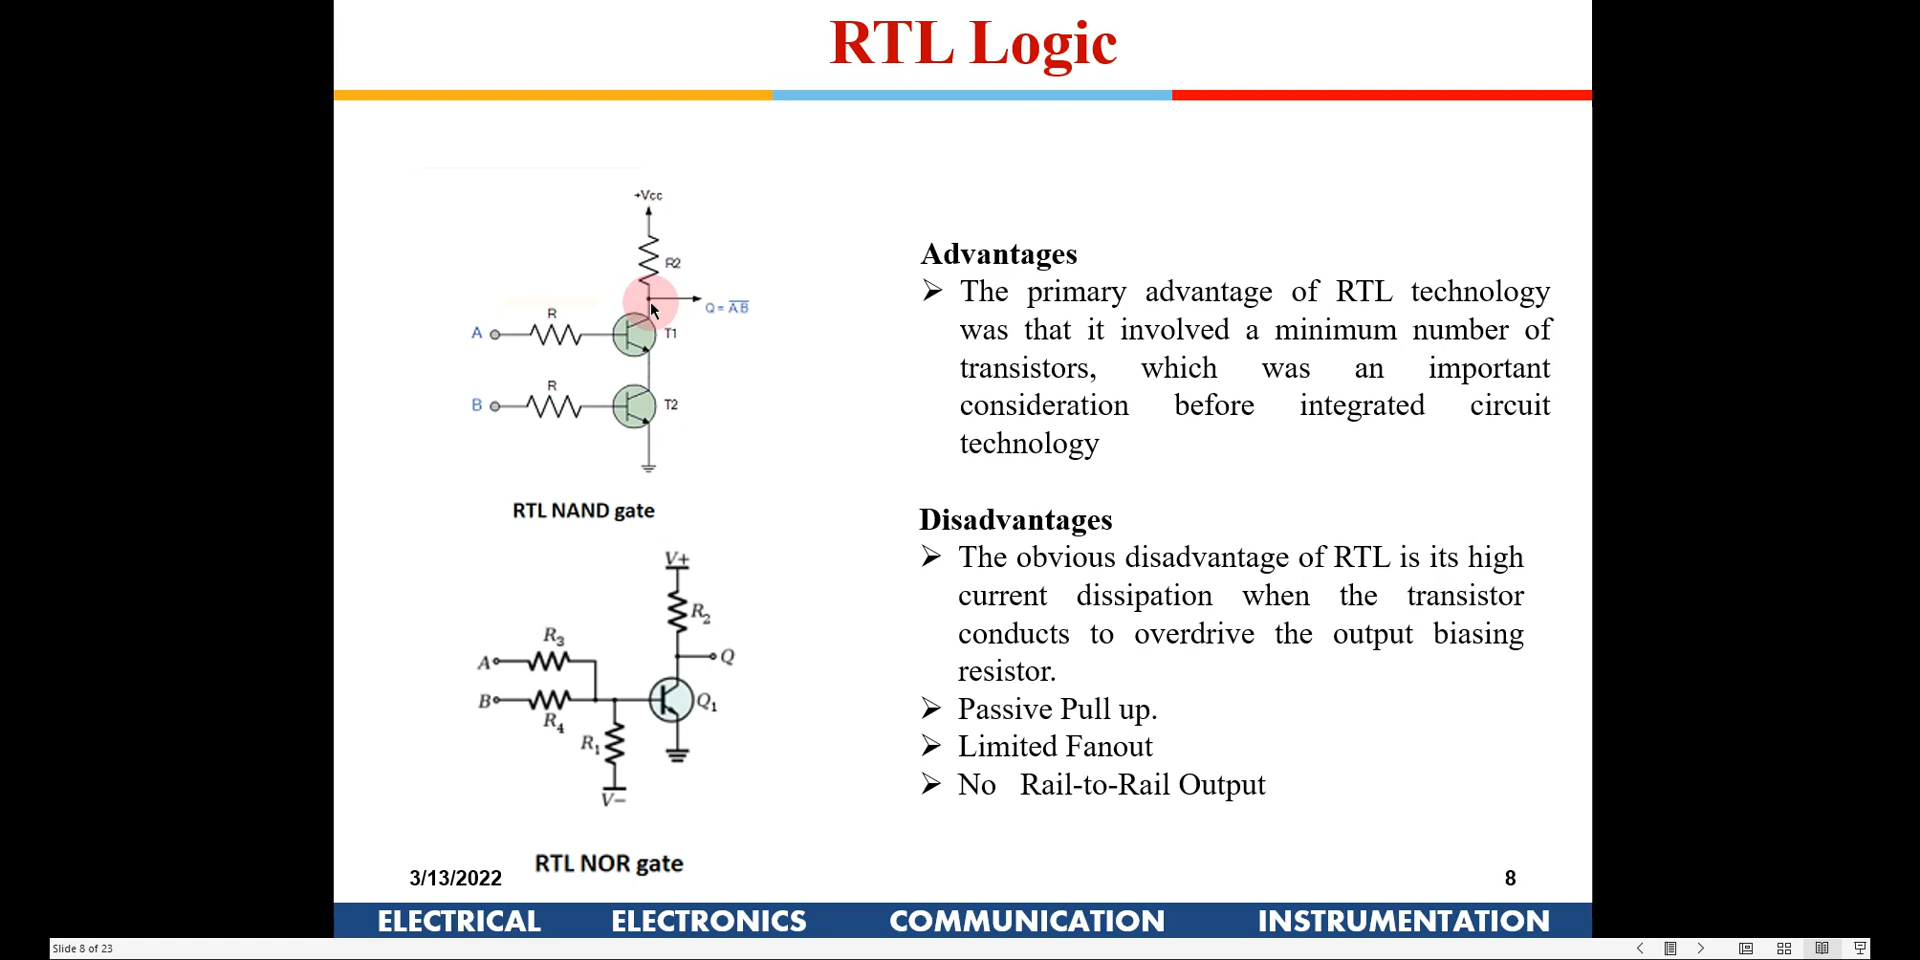 RTL Logic
+Vcc
R2
Q = A̅B̅
R
A
T1
R
B
T2
RTL NAND gate
V+
R₂
R₃
A
Q
B
Q₁
R₄
R₁
V−
RTL NOR gate
Advantages
➢ The primary advantage of RTL technology
was that it involved a minimum number of
transistors, which was an important
consideration before integrated circuit
technology
Disadvantages
➢ The obvious disadvantage of RTL is its high
current dissipation when the transistor
conducts to overdrive the output biasing
resistor.
➢ Passive Pull up.
➢ Limited Fanout
➢ No Rail-to-Rail Output
3/13/2022
8
ELECTRICAL ELECTRONICS COMMUNICATION INSTRUMENTATION
Slide 8 of 23